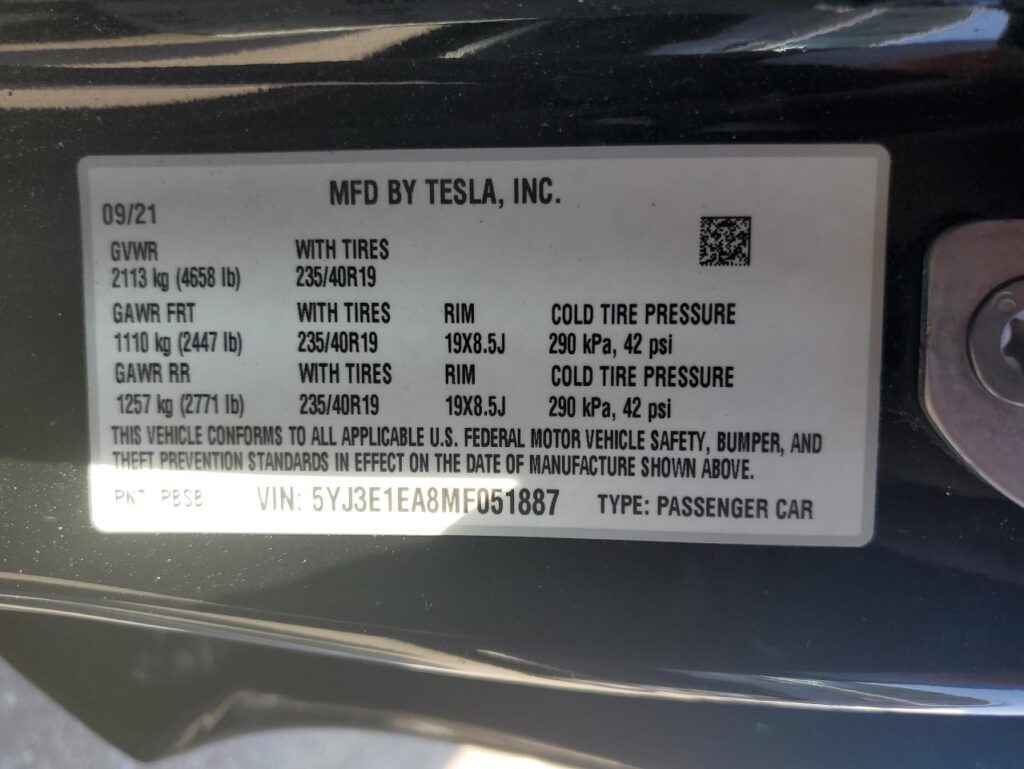 MFD BY TESLA, INC.
09/21
GVWR WITH TIRES
2113 kg (4658 lb) 235/40R19
GAWR FRT WITH TIRES RIM COLD TIRE PRESSURE
1110 kg (2447 lb) 235/40R19 19X8.5J 290 kPa, 42 psi
GAWR RR WITH TIRES RIM COLD TIRE PRESSURE
1257 kg (2771 lb) 235/40R19 19X8.5J 290 kPa, 42 psi
THIS VEHICLE CONFORMS TO ALL APPLICABLE U.S. FEDERAL MOTOR VEHICLE SAFETY, BUMPER, AND
THEFT PREVENTION STANDARDS IN EFFECT ON THE DATE OF MANUFACTURE SHOWN ABOVE.
PNT PBSB VIN: 5YJ3E1EA8MF051887 TYPE: PASSENGER CAR